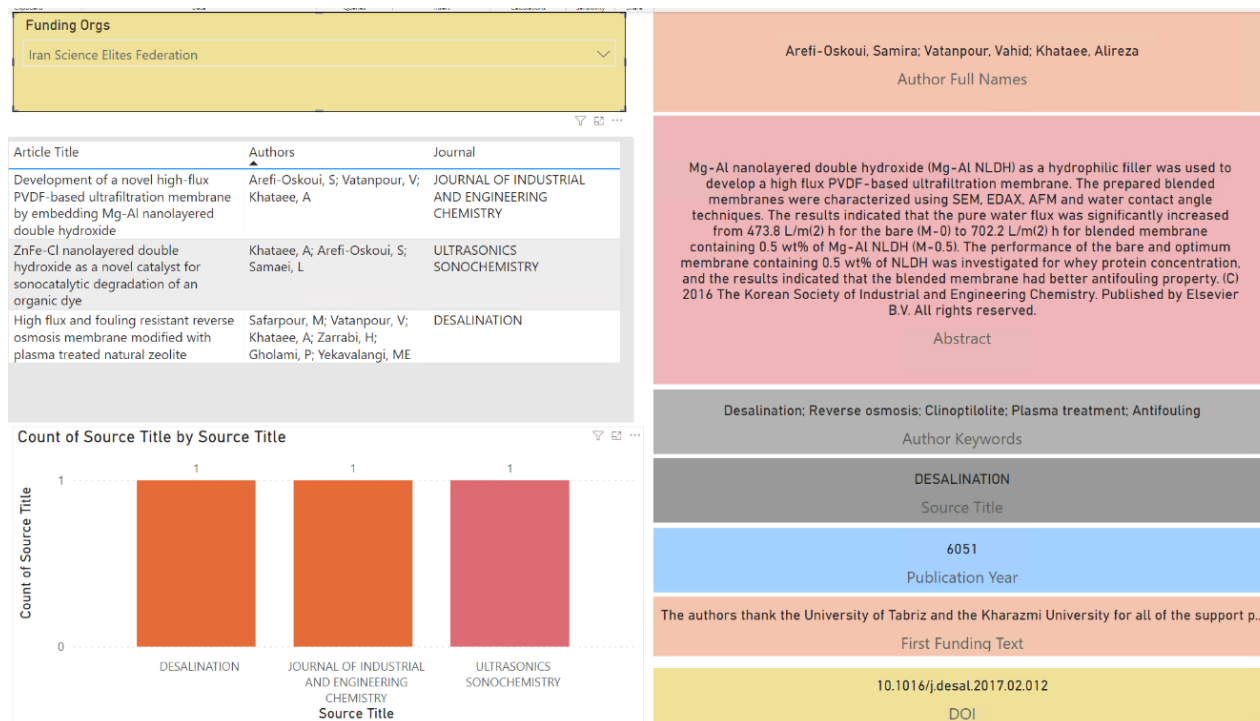 Funding Orgs
Iran Science Elites Federation
Article Title Authors Journal
Development of a novel high-flux PVDF-based ultrafiltration membrane by embedding Mg-Al nanolayered double hydroxide
Arefi-Oskoui, S; Vatanpour, V; Khataee, A
JOURNAL OF INDUSTRIAL AND ENGINEERING CHEMISTRY
ZnFe-Cl nanolayered double hydroxide as a novel catalyst for sonocatalytic degradation of an organic dye
Khataee, A; Arefi-Oskoui, S; Samaei, L
ULTRASONICS SONOCHEMISTRY
High flux and fouling resistant reverse osmosis membrane modified with plasma treated natural zeolite
Safarpour, M; Vatanpour, V; Khataee, A; Zarrabi, H; Gholami, P; Yekavalangi, ME
DESALINATION
Count of Source Title by Source Title
1 1 1
1
0
Count of Source Title
DESALINATION
JOURNAL OF INDUSTRIAL AND ENGINEERING CHEMISTRY
ULTRASONICS SONOCHEMISTRY
Source Title
Arefi-Oskoui, Samira; Vatanpour, Vahid; Khataee, Alireza
Author Full Names
Mg-Al nanolayered double hydroxide (Mg-Al NLDH) as a hydrophilic filler was used to
develop a high flux PVDF-based ultrafiltration membrane. The prepared blended
membranes were characterized using SEM, EDAX, AFM and water contact angle
techniques. The results indicated that the pure water flux was significantly increased
from 473.8 L/m(2) h for the bare (M-0) to 702.2 L/m(2) h for blended membrane
containing 0.5 wt% of Mg-Al NLDH (M-0.5). The performance of the bare and optimum
membrane containing 0.5 wt% of NLDH was investigated for whey protein concentration,
and the results indicated that the blended membrane had better antifouling property. (C)
2016 The Korean Society of Industrial and Engineering Chemistry. Published by Elsevier
B.V. All rights reserved.
Abstract
Desalination; Reverse osmosis; Clinoptilolite; Plasma treatment; Antifouling
Author Keywords
DESALINATION
Source Title
6051
Publication Year
The authors thank the University of Tabriz and the Kharazmi University for all of the support p...
First Funding Text
10.1016/j.desal.2017.02.012
DOI